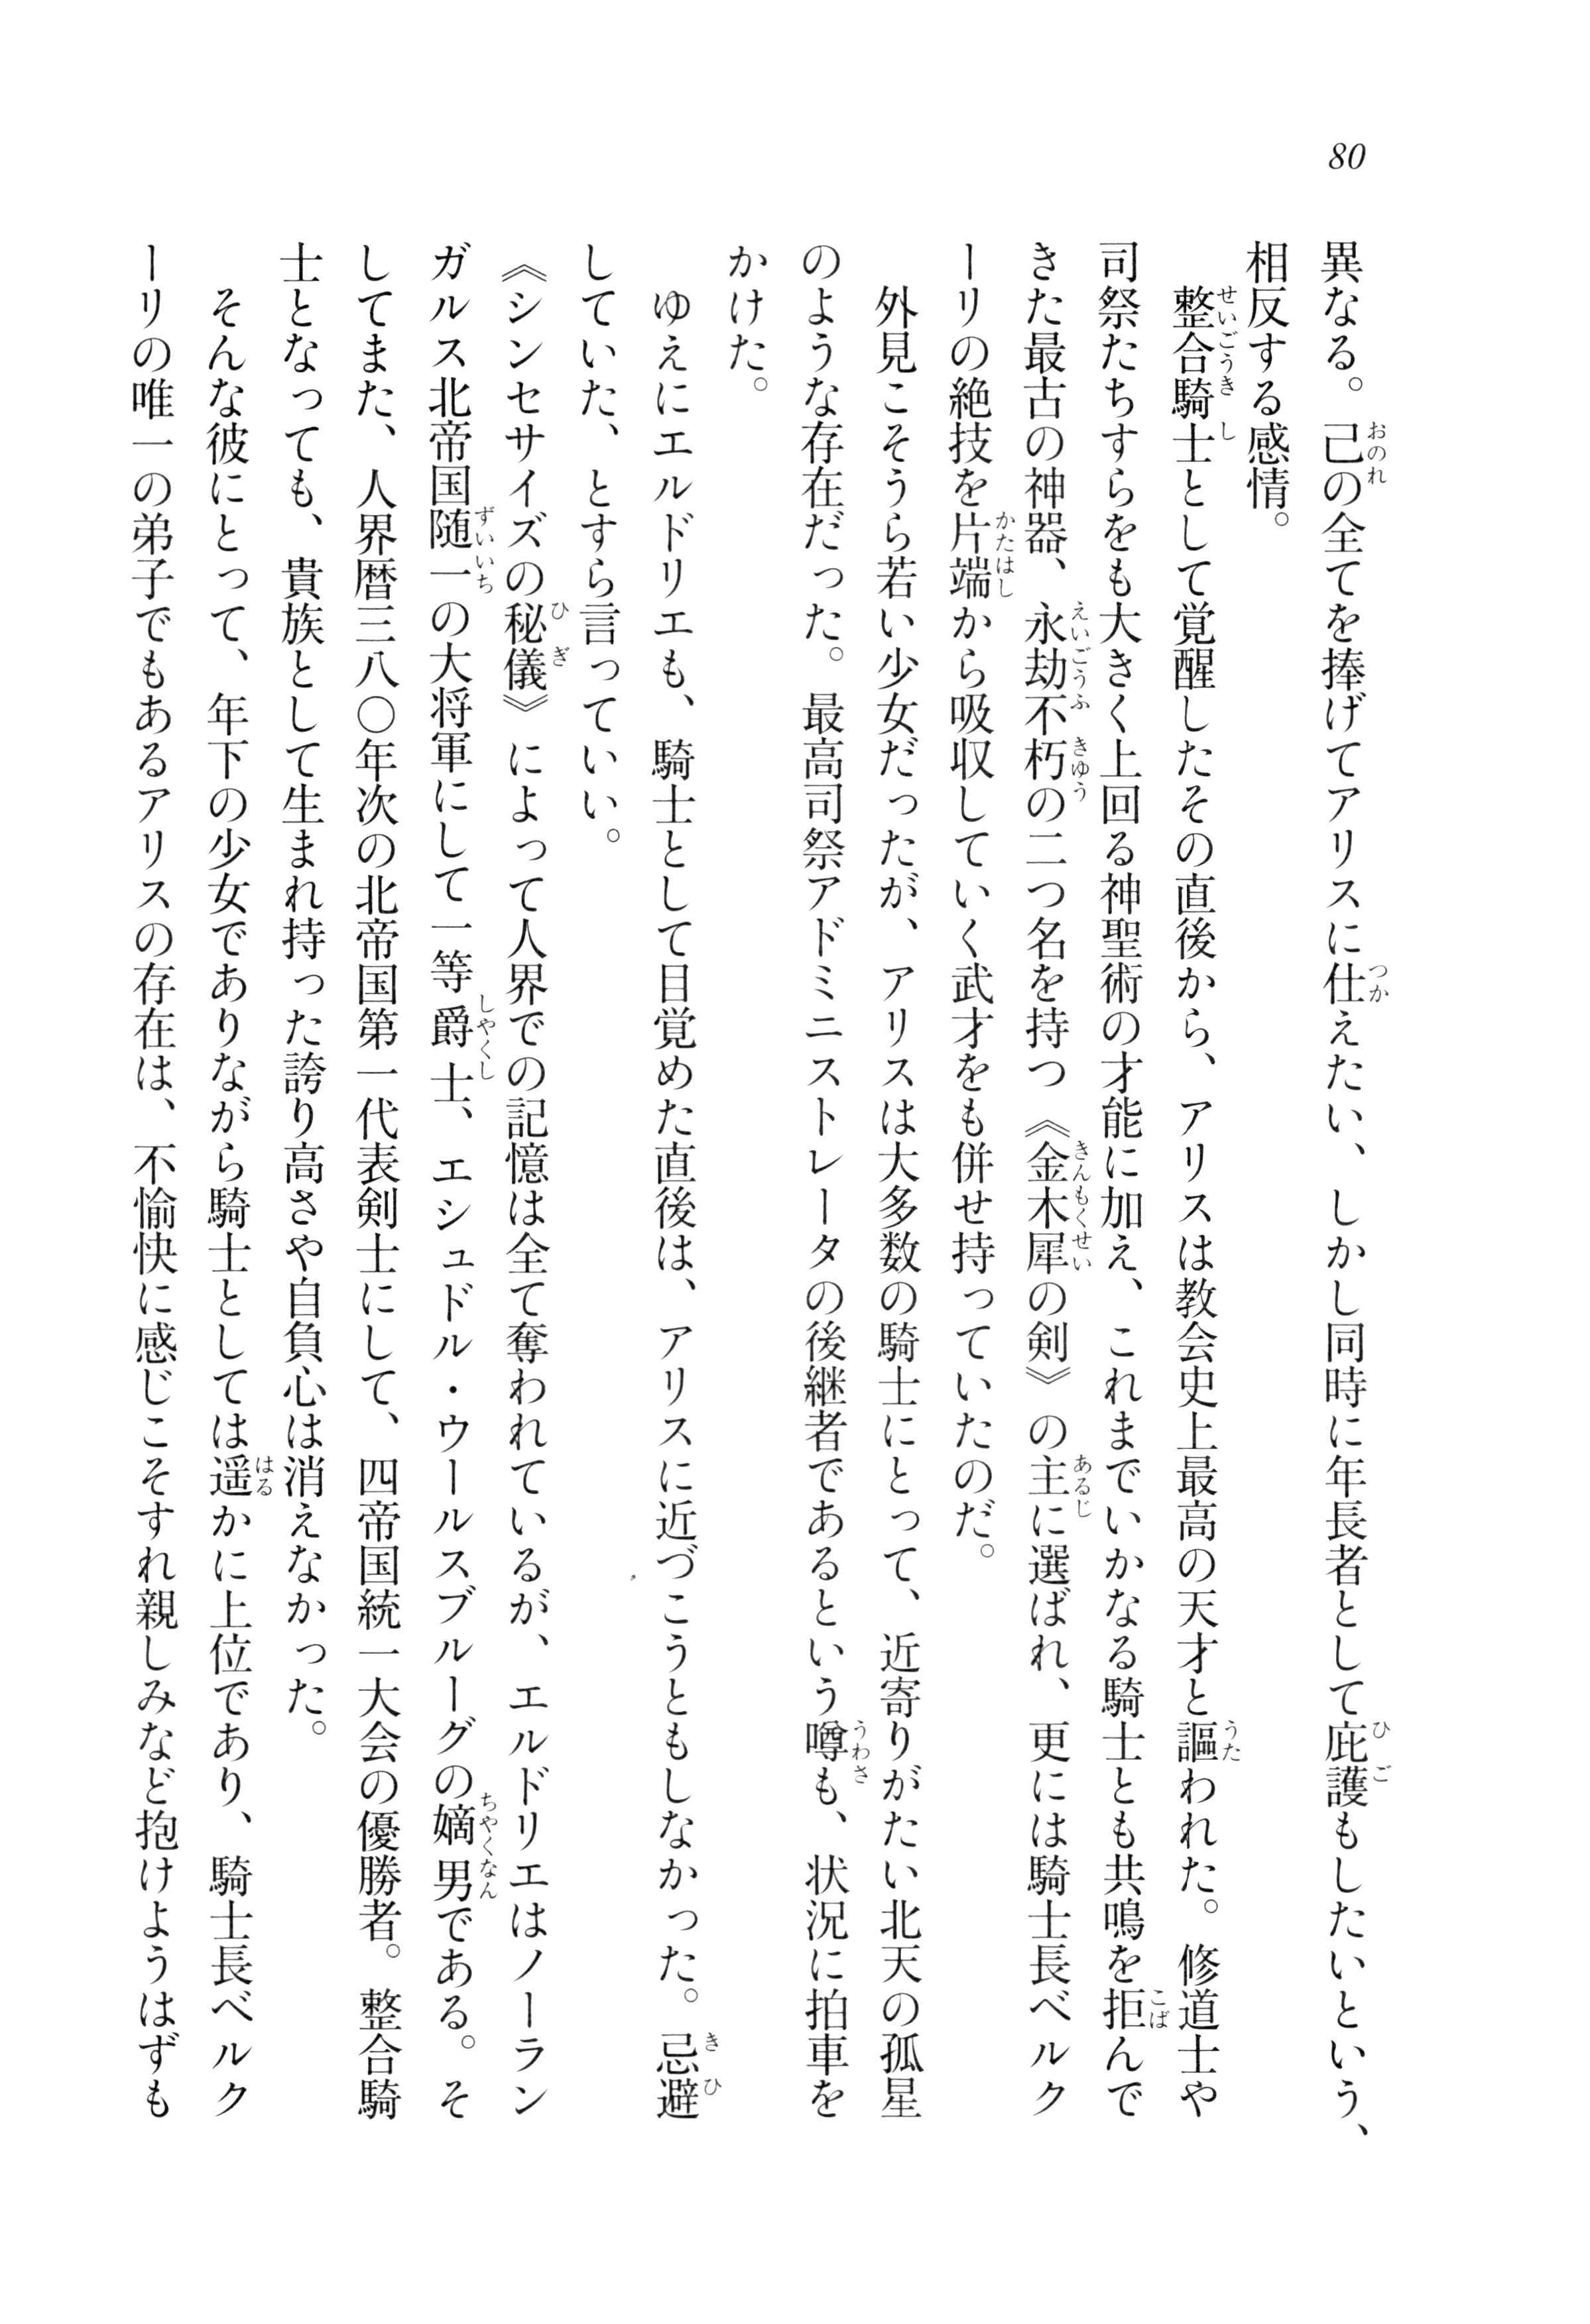 80
異なる。己の全てを捧げてアリスに仕えたい、しかし同時に年長者として庇護もしたいという、
相反する感情。
整合騎士として覚醒したその直後から、アリスは教会史上最高の天才と謳われた。修道士や
司祭たちすらをも大きく上回る神聖術の才能に加え、これまでいかなる騎士とも共鳴を拒んで
きた最古の神器、永劫不朽の二つ名を持つ《金木犀の剣》の主に選ばれ、更には騎士長ベルク
ーリの絶技を片端から吸収していく武才をも併せ持っていたのだ。
外見こそうら若い少女だったが、アリスは大多数の騎士にとって、近寄りがたい北天の孤星
のような存在だった。最高司祭アドミニストレータの後継者であるという噂も、状況に拍車を
かけた。
ゆえにエルドリエも、騎士として目覚めた直後は、アリスに近づこうともしなかった。忌避
していた、とすら言っていい。
《シンセサイズの秘儀》によって人界での記憶は全て奪われているが、エルドリエはノーラン
ガルス北帝国随一の大将軍にして一等爵士、エシュドル・ウールスブルーグの嫡男である。そ
してまた、人界暦三八〇年次の北帝国第一代表剣士にして、四帝国統一大会の優勝者。整合騎
士となっても、貴族として生まれ持った誇り高さや自負心は消えなかった。
そんな彼にとって、年下の少女でありながら騎士としては遥かに上位であり、騎士長ベルク
ーリの唯一の弟子でもあるアリスの存在は、不愉快に感じこそすれ親しみなど抱けようはずも